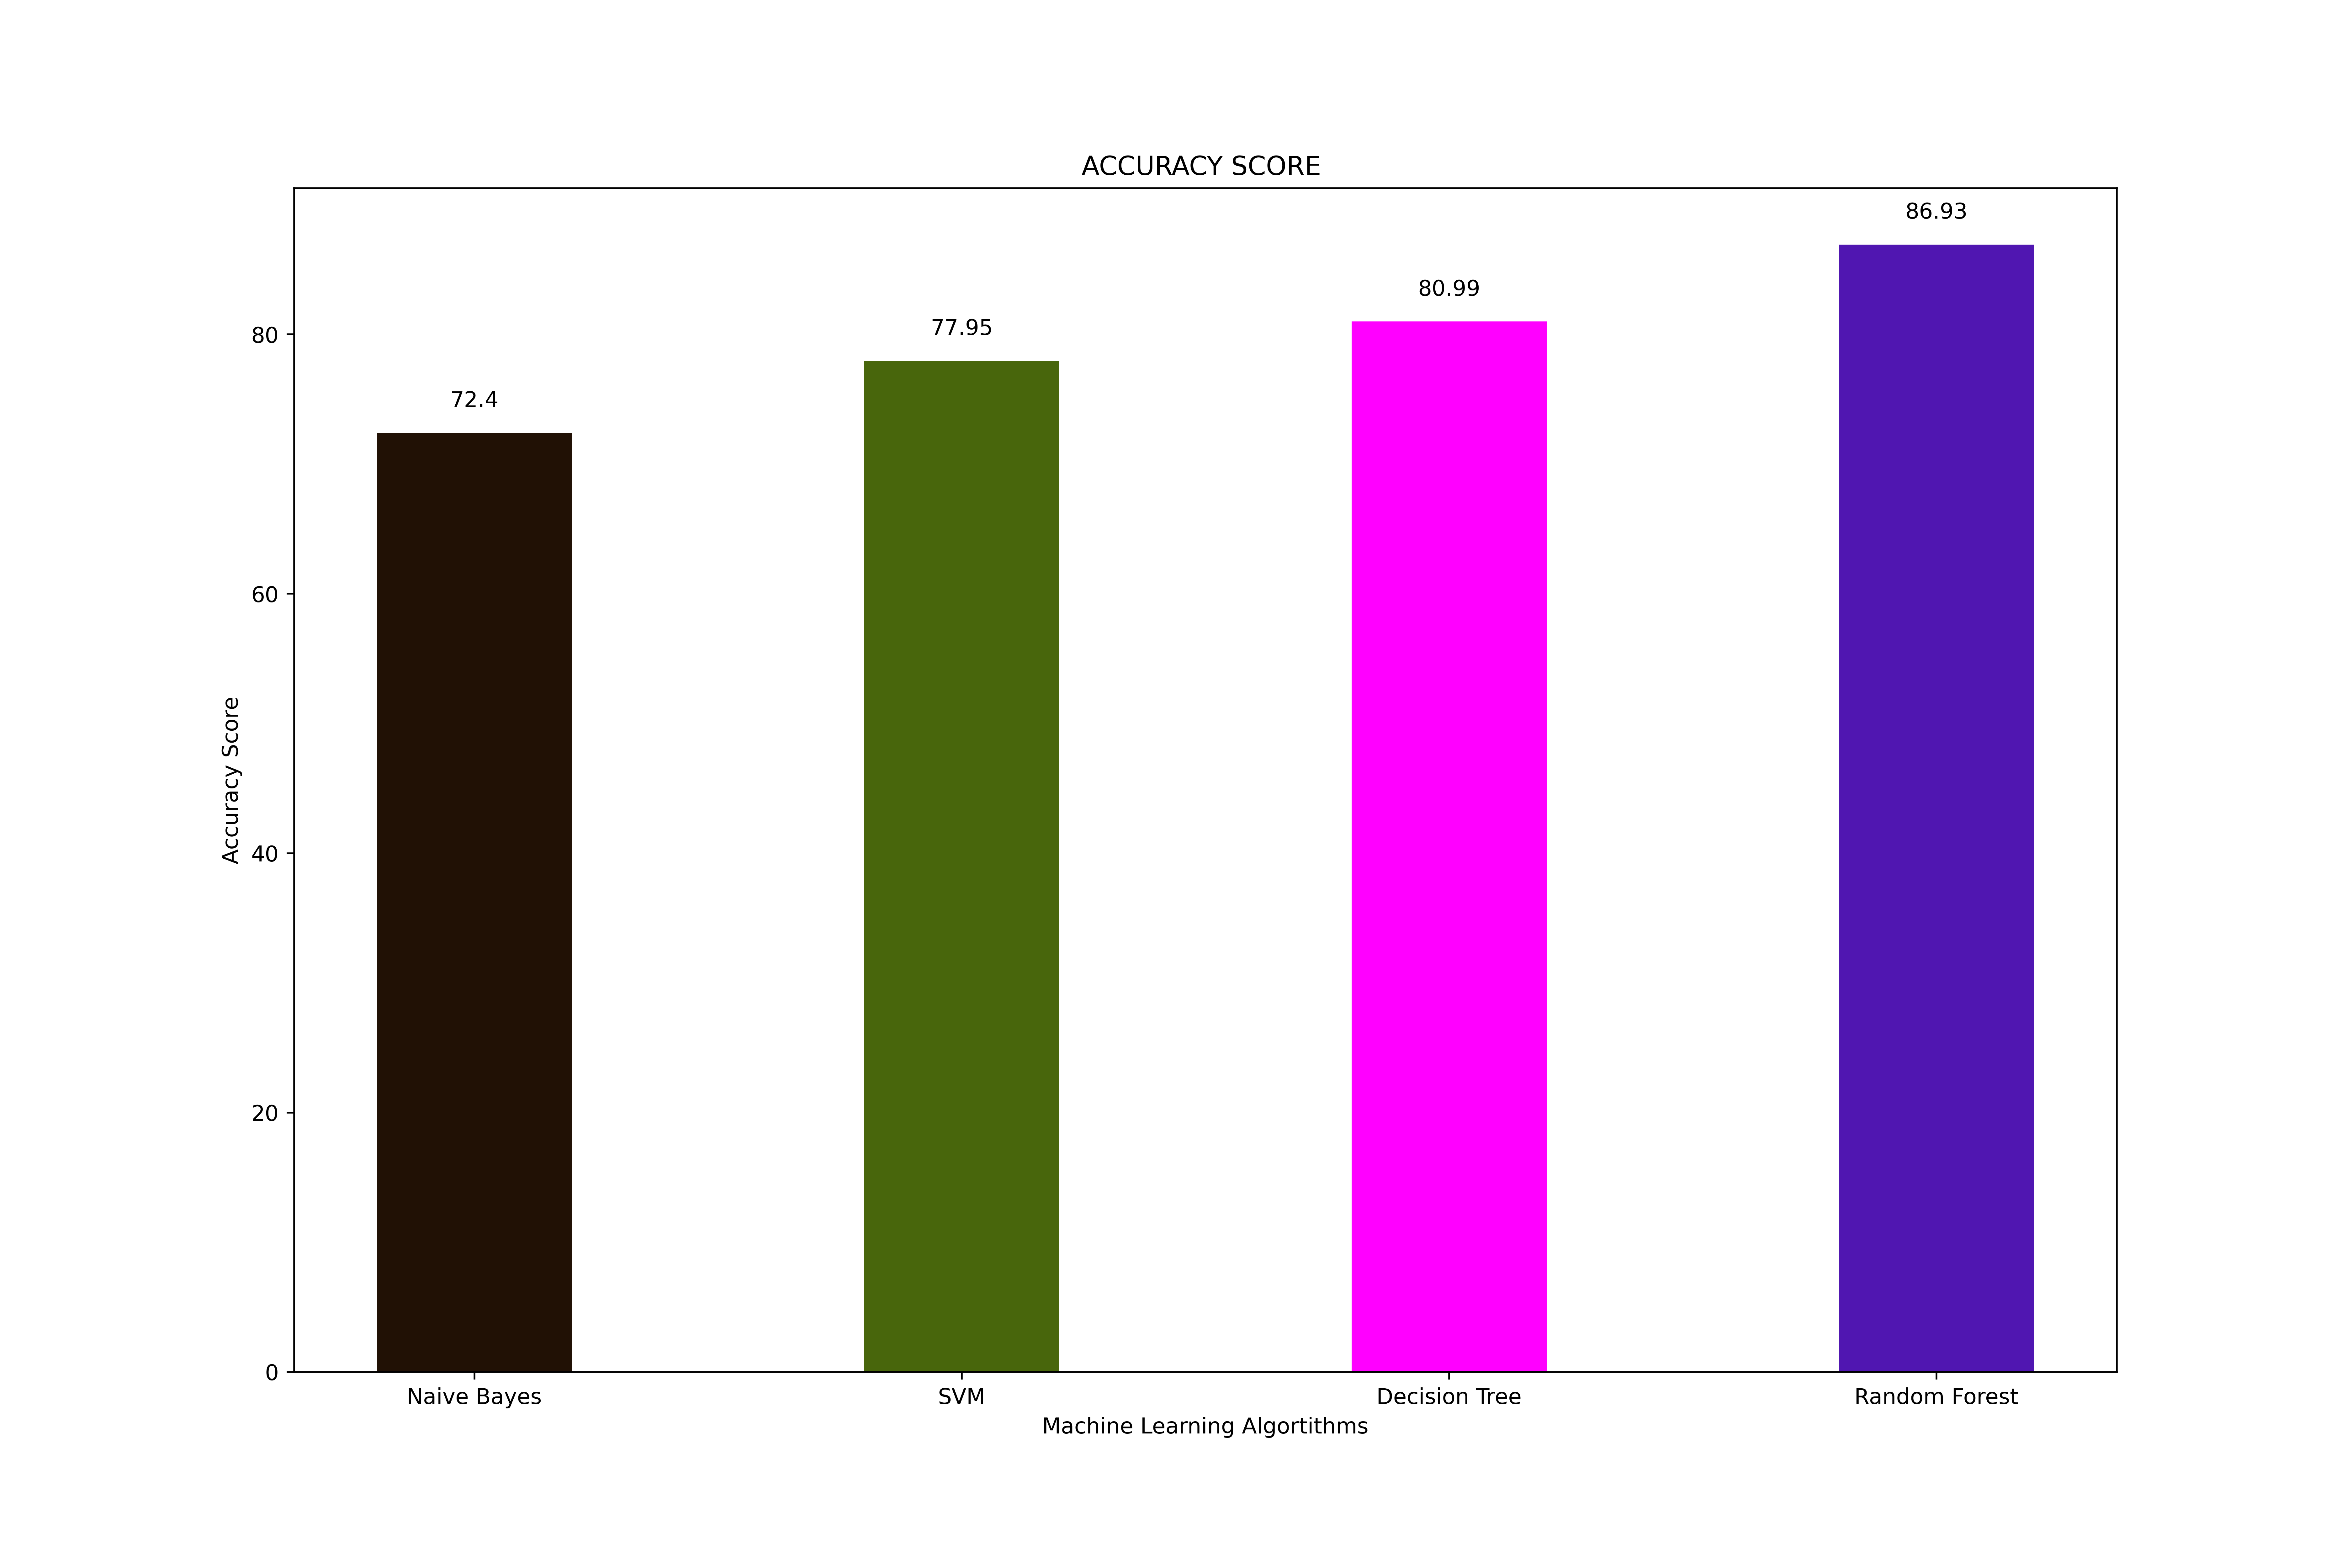 ACCURACY SCORE
86.93
80.99
77.95
72.4
80
60
40
20
0
Accuracy Score
Naive Bayes
SVM
Decision Tree
Random Forest
Machine Learning Algortithms